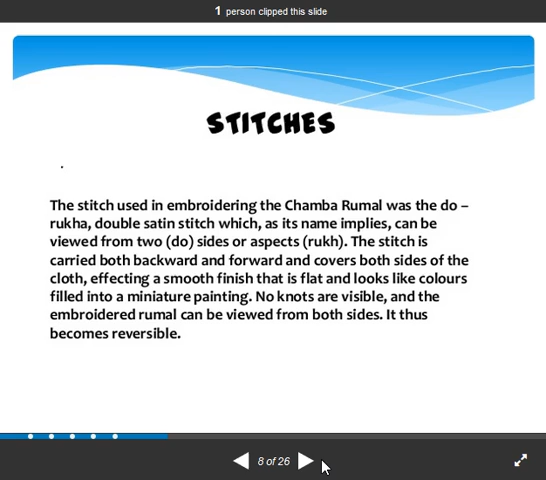 1 person clipped this slide
STITCHES
.
The stitch used in embroidering the Chamba Rumal was the do –
rukha, double satin stitch which, as its name implies, can be
viewed from two (do) sides or aspects (rukh). The stitch is
carried both backward and forward and covers both sides of the
cloth, effecting a smooth finish that is flat and looks like colours
filled into a miniature painting. No knots are visible, and the
embroidered rumal can be viewed from both sides. It thus
becomes reversible.
8 of 26